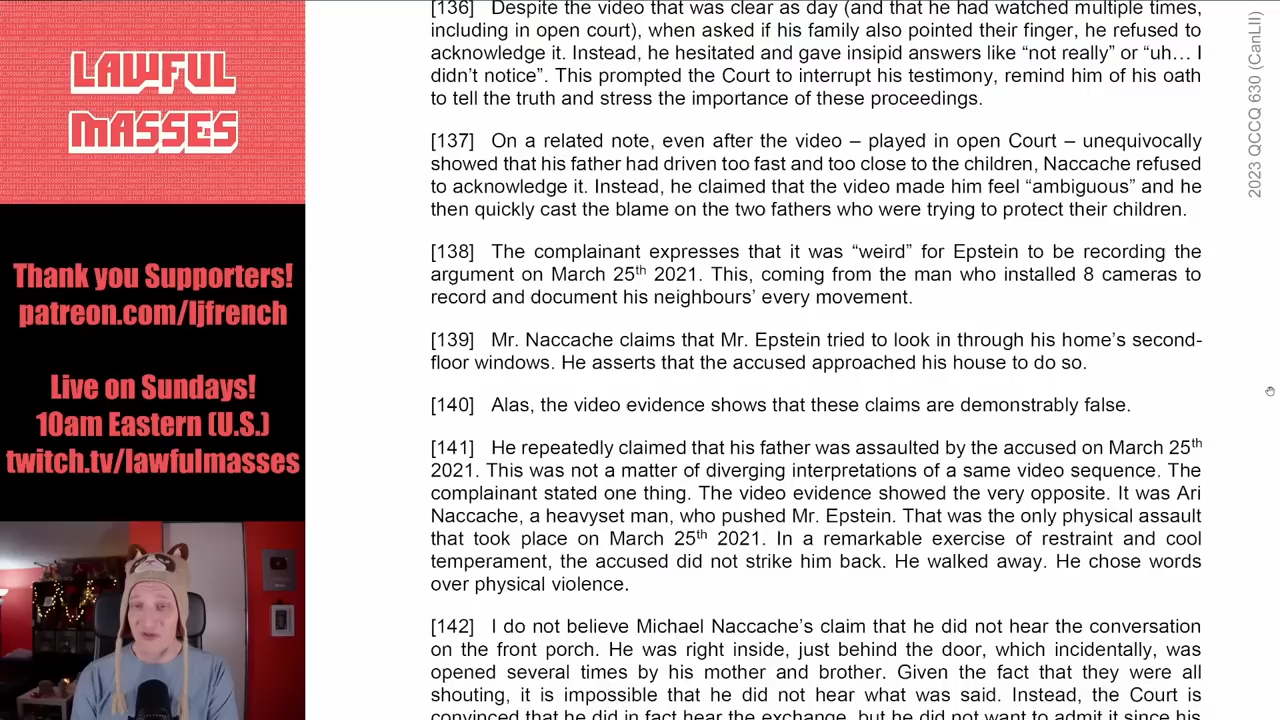 LAWFUL
MASSES
Thank you Supporters!
patreon.com/ljfrench
Live on Sundays!
10am Eastern (U.S.)
twitch.tv/lawfulmasses
[136] Despite the video that was clear as day (and that he had watched multiple times,
including in open court), when asked if his family also pointed their finger, he refused to
acknowledge it. Instead, he hesitated and gave insipid answers like “not really” or “uh… I
didn’t notice”. This prompted the Court to interrupt his testimony, remind him of his oath
to tell the truth and stress the importance of these proceedings.
[137] On a related note, even after the video – played in open Court – unequivocally
showed that his father had driven too fast and too close to the children, Naccache refused
to acknowledge it. Instead, he claimed that the video made him feel “ambiguous” and he
then quickly cast the blame on the two fathers who were trying to protect their children.
[138] The complainant expresses that it was “weird” for Epstein to be recording the
argument on March 25th 2021. This, coming from the man who installed 8 cameras to
record and document his neighbours’ every movement.
[139] Mr. Naccache claims that Mr. Epstein tried to look in through his home’s second-
floor windows. He asserts that the accused approached his house to do so.
[140] Alas, the video evidence shows that these claims are demonstrably false.
[141] He repeatedly claimed that his father was assaulted by the accused on March 25th
2021. This was not a matter of diverging interpretations of a same video sequence. The
complainant stated one thing. The video evidence showed the very opposite. It was Ari
Naccache, a heavyset man, who pushed Mr. Epstein. That was the only physical assault
that took place on March 25th 2021. In a remarkable exercise of restraint and cool
temperament, the accused did not strike him back. He walked away. He chose words
over physical violence.
[142] I do not believe Michael Naccache’s claim that he did not hear the conversation
on the front porch. He was right inside, just behind the door, which incidentally, was
opened several times by his mother and brother. Given the fact that they were all
shouting, it is impossible that he did not hear what was said. Instead, the Court is
convinced that he did in fact hear the exchange, but he did not want to admit it since his
2023 QCCQ 630 (CanLII)